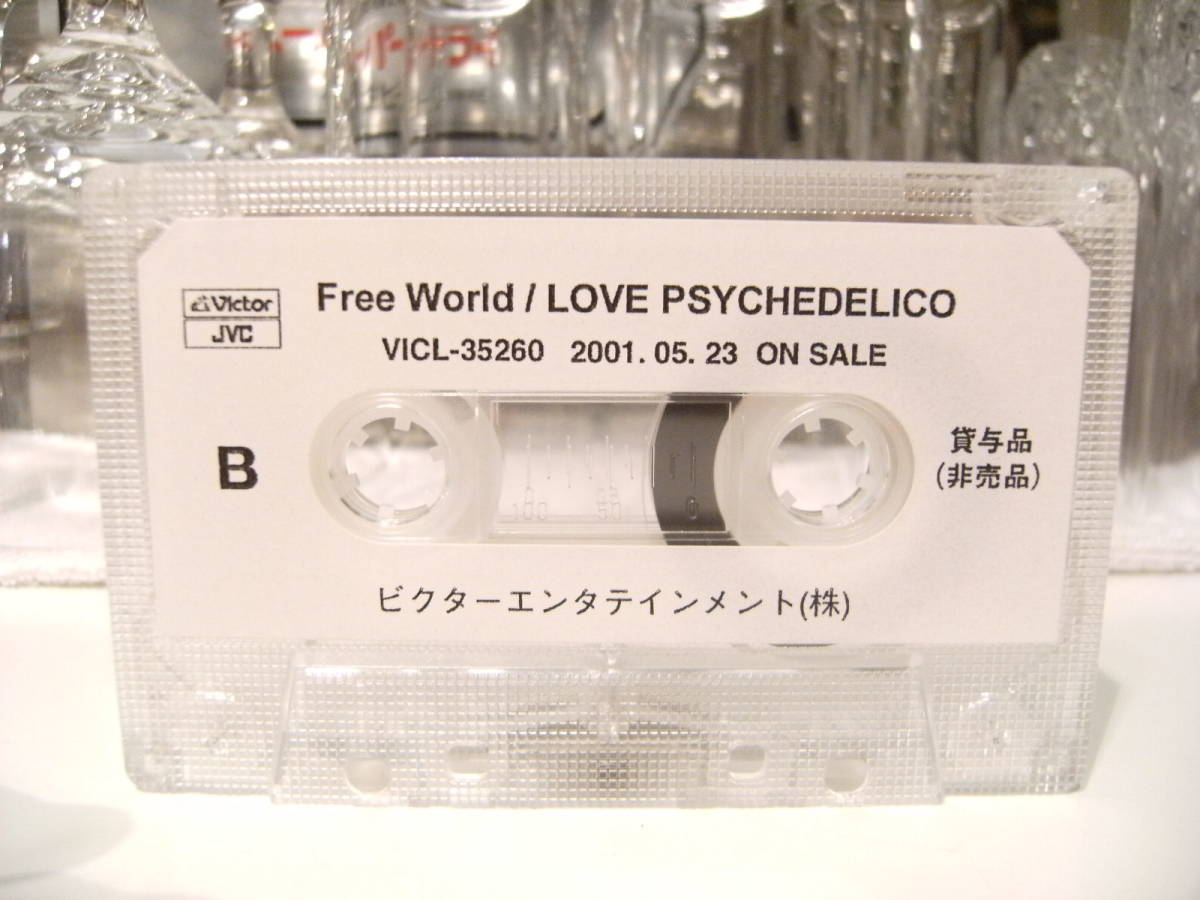 Victor
JVC
Free World / LOVE PSYCHEDELICO
VICL-35260 2001. 05. 23 ON SALE
B
貸与品
(非売品)
100 50 0
ビクターエンタテインメント(株)